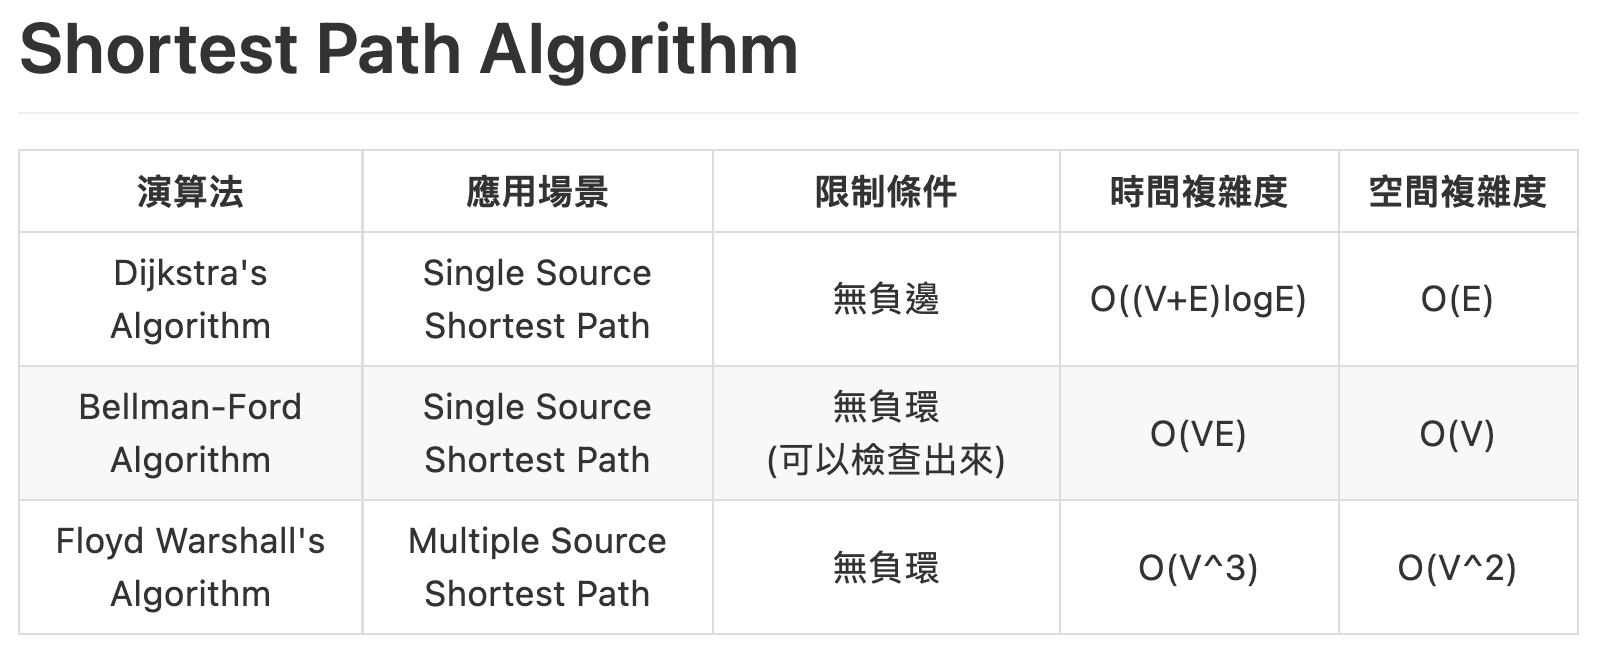 Shortest Path Algorithm
演算法 應用場景 限制條件 時間複雜度 空間複雜度
Dijkstra's
Algorithm
Single Source
Shortest Path
無負邊
O((V+E)logE)
O(E)
Bellman-Ford
Algorithm
Single Source
Shortest Path
無負環
(可以檢查出來)
O(VE)
O(V)
Floyd Warshall's
Algorithm
Multiple Source
Shortest Path
無負環
O(V^3)
O(V^2)